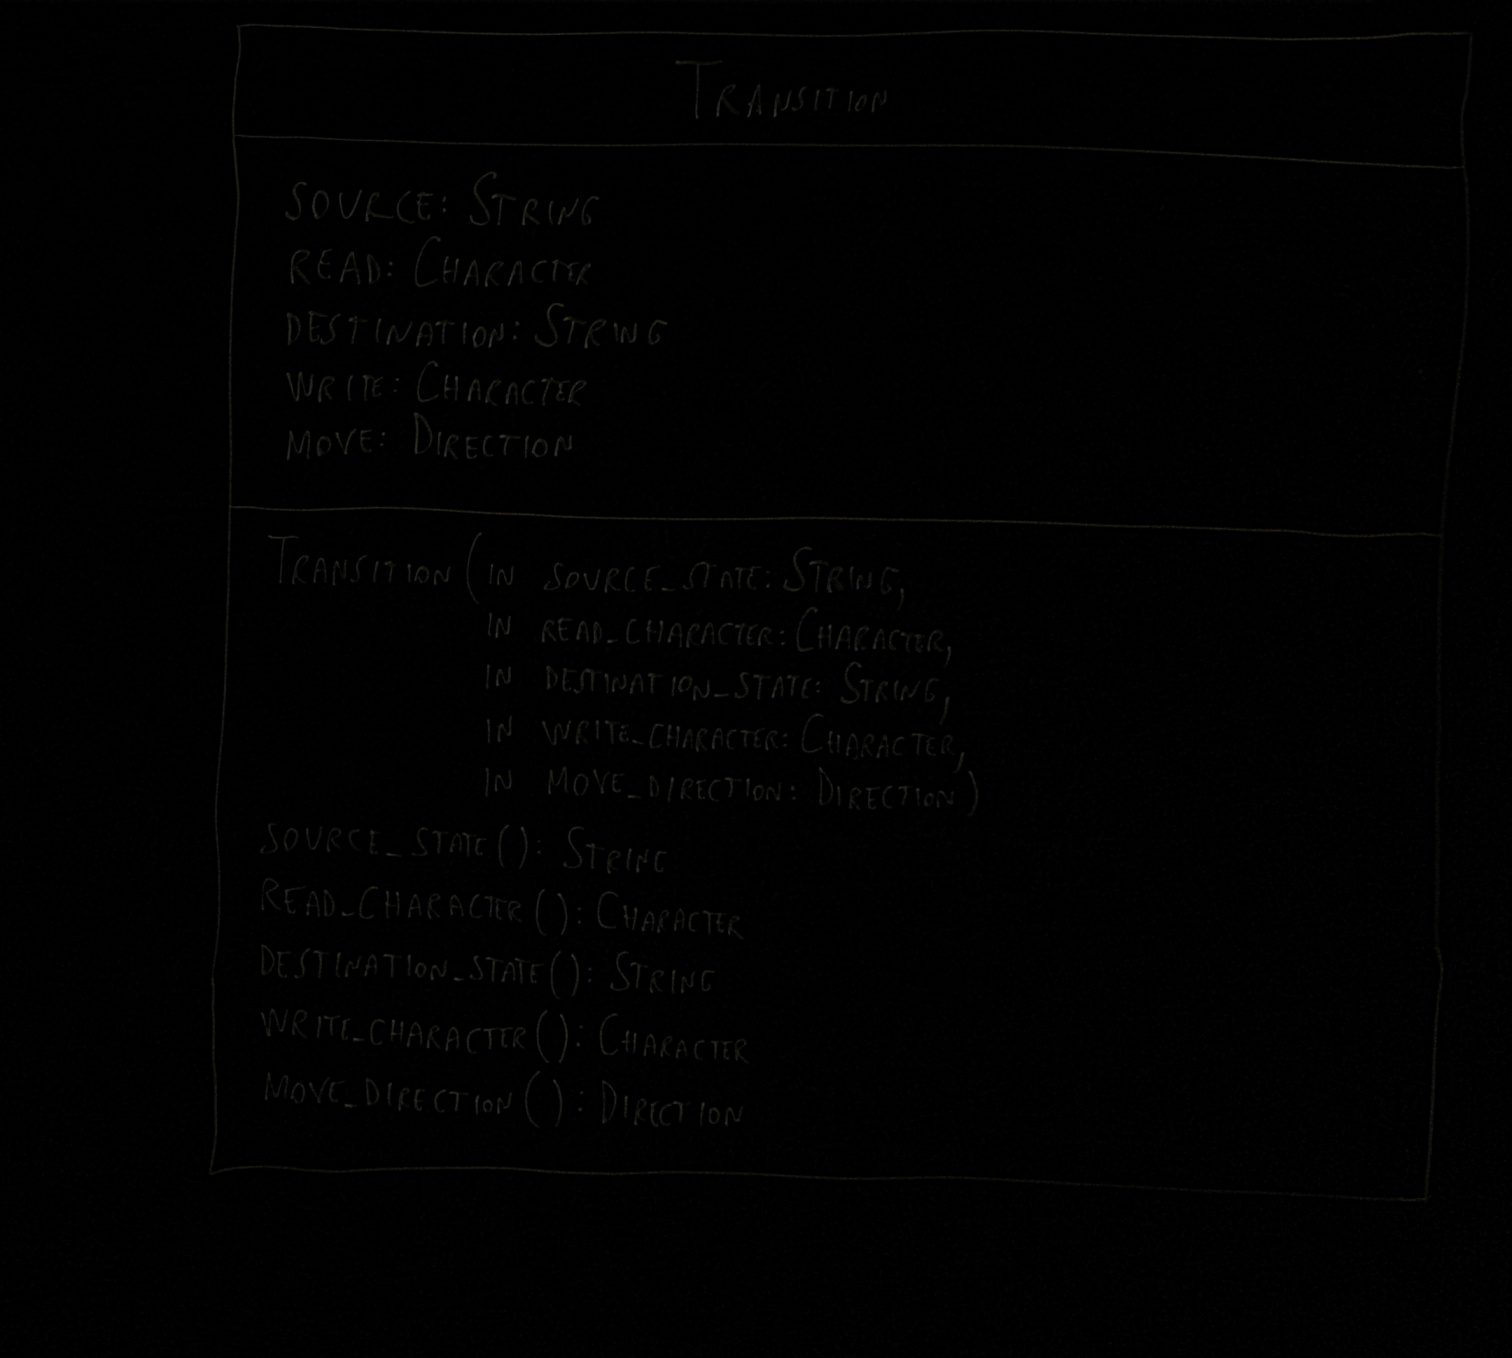 TRANSITION
SOURCE: STRING
READ: CHARACTER
DESTINATION: STRING
WRITE: CHARACTER
MOVE: DIRECTION
TRANSITION(IN SOURCE_STATE: STRING,
IN READ_CHARACTER: CHARACTER,
IN DESTINATION_STATE: STRING,
IN WRITE_CHARACTER: CHARACTER,
IN MOVE_DIRECTION: DIRECTION)
SOURCE_STATE(): STRING
READ_CHARACTER(): CHARACTER
DESTINATION_STATE(): STRING
WRITE_CHARACTER(): CHARACTER
MOVE_DIRECTION(): DIRECTION